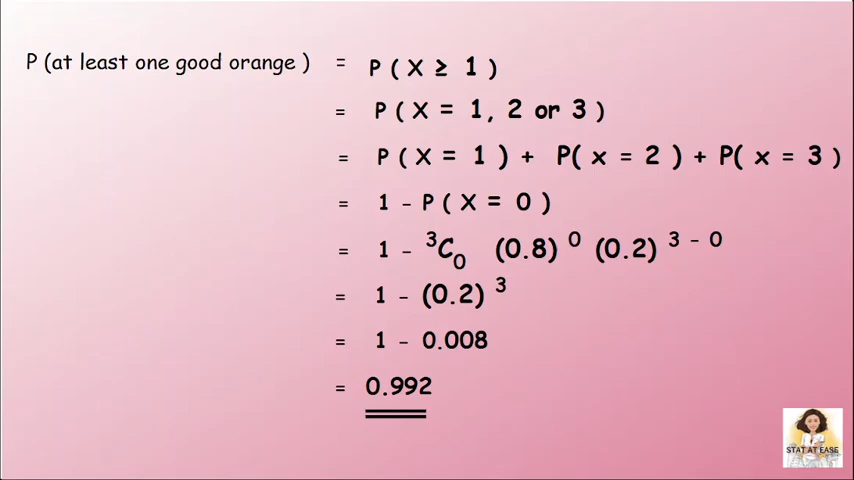 P (at least one good orange ) = P ( X ≥ 1 )
= P ( X = 1, 2 or 3 )
= P ( X = 1 ) + P( x = 2 ) + P( x = 3 )
= 1 - P ( X = 0 )
= 1 - ³C₀ (0.8) ⁰ (0.2) ³ ⁻ ⁰
= 1 - (0.2) ³
= 1 - 0.008
= 0.992
STAT AT EASE